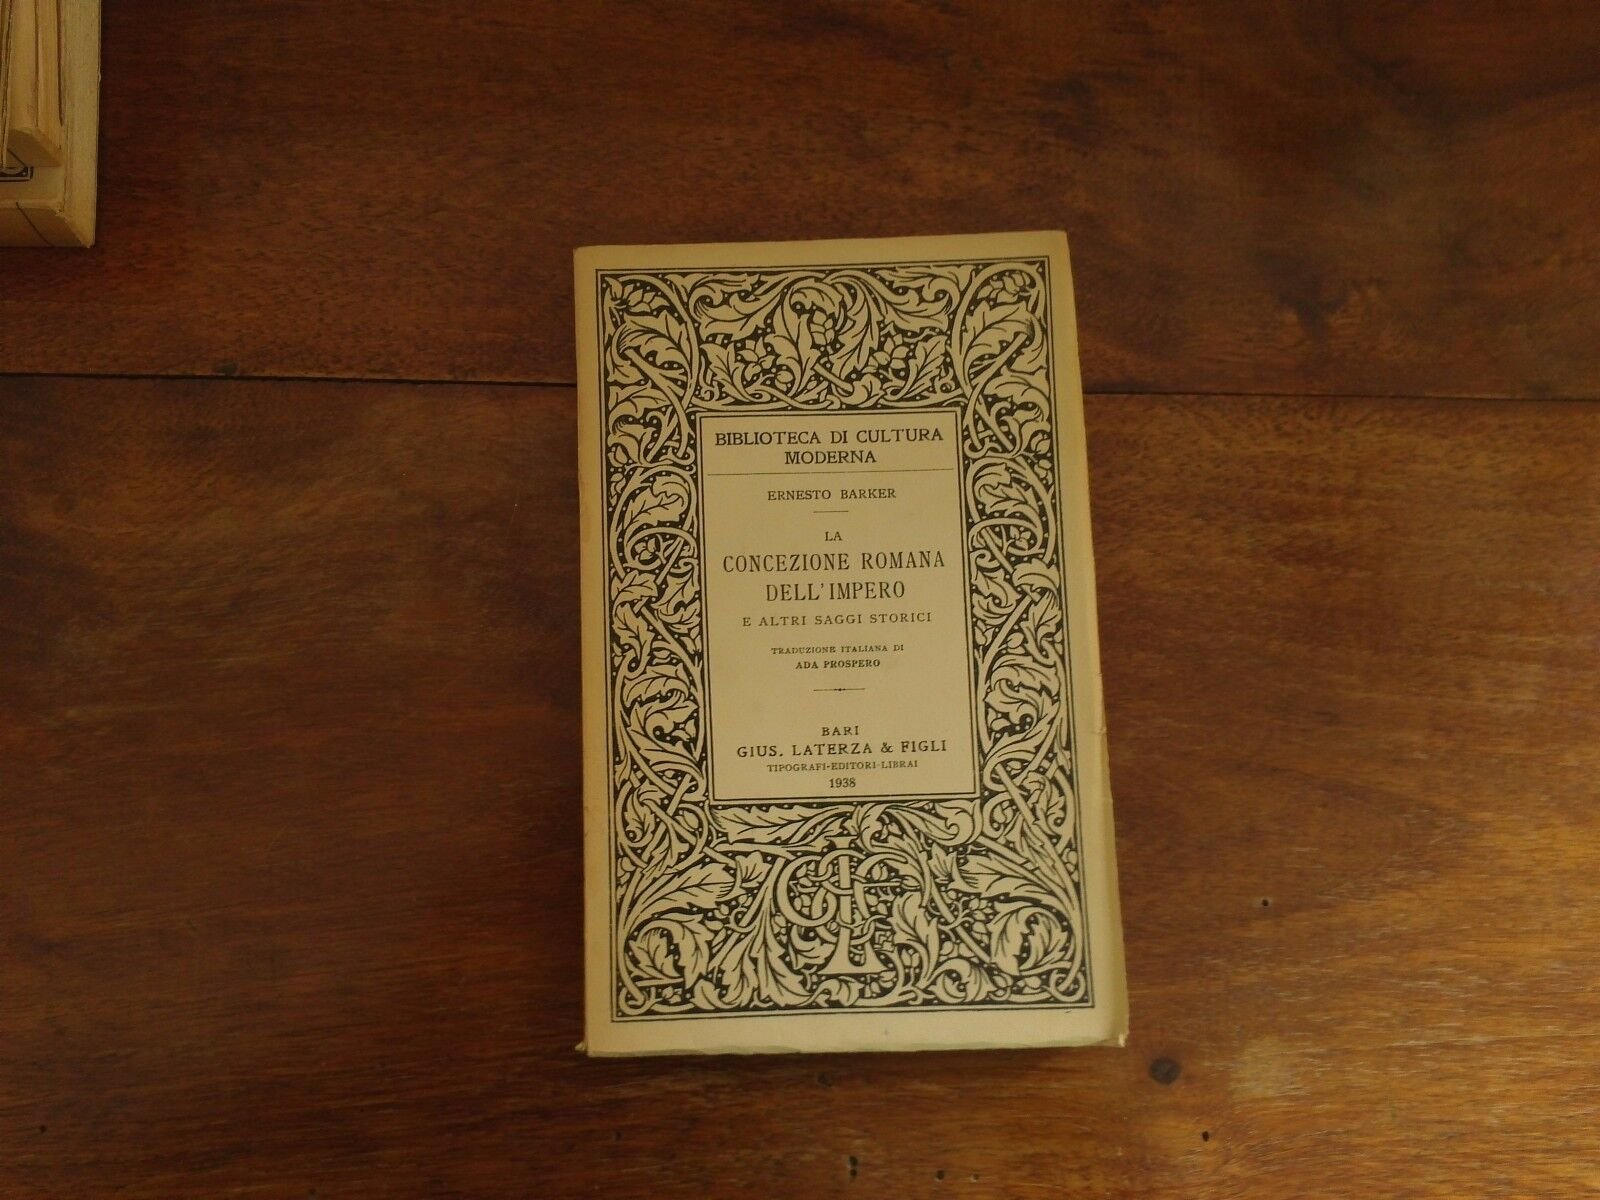 BIBLIOTECA DI CULTURA
MODERNA
ERNESTO BARKER
LA
CONCEZIONE ROMANA
DELL'IMPERO
E ALTRI SAGGI STORICI
TRADUZIONE ITALIANA DI
ADA PROSPERO
BARI
GIUS. LATERZA & FIGLI
TIPOGRAFI-EDITORI-LIBRAI
1938